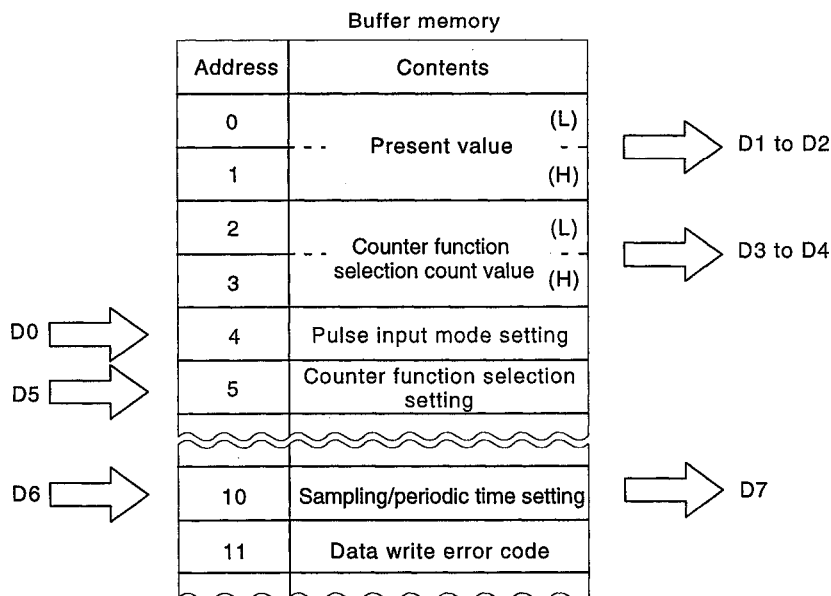 Buffer memory
Address Contents
0 (L)
Present value
1 (H)
D1 to D2
2 (L)
Counter function
selection count value
3 (H)
D3 to D4
D0 4 Pulse input mode setting
D5 5 Counter function selection
setting
D6 10 Sampling/periodic time setting D7
11 Data write error code